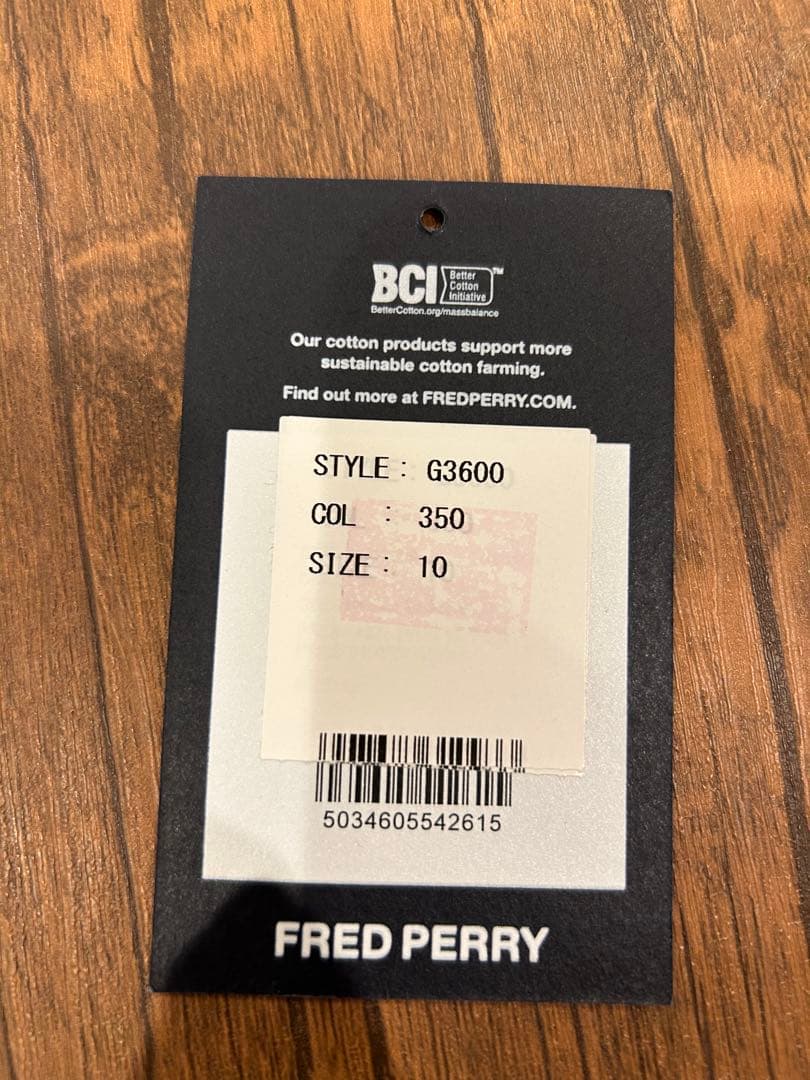 BCI Better Cotton Initiative™
BetterCotton.org/massbalance
Our cotton products support more
sustainable cotton farming.
Find out more at FREDPERRY.COM.
STYLE : G3600
COL : 350
SIZE : 10
5034605542615
FRED PERRY